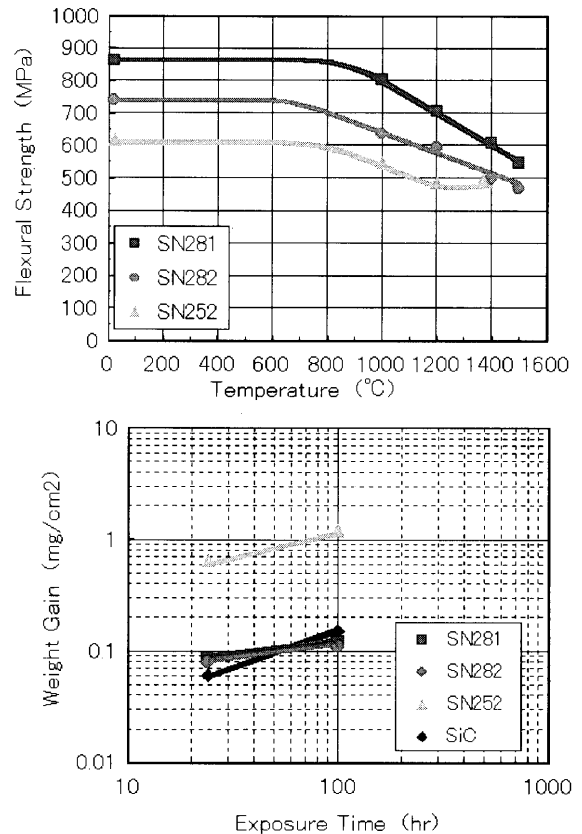 1000
900
800
700
600
500
400
300
200
100
0
Flexural Strength (MPa)
SN281
SN282
SN252
0 200 400 600 800 1000 1200 1400 1600
Temperature (°C)
10
1
0.1
0.01
Weight Gain (mg/cm2)
SN281
SN282
SN252
SiC
10 100 1000
Exposure Time (hr)